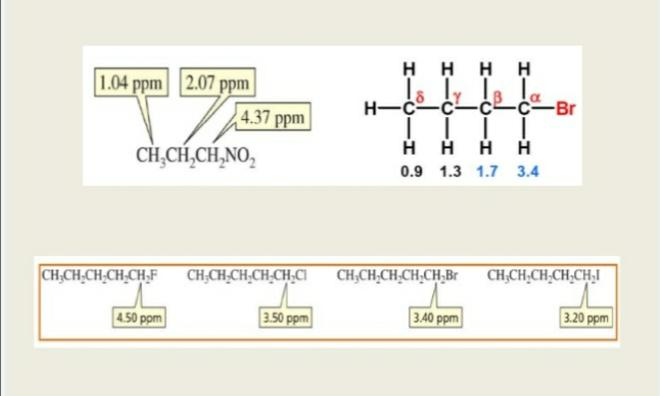 1.04 ppm 2.07 ppm
4.37 ppm
CH₃CH₂CH₂NO₂
H H H H
H-C^δ-C^γ-C^β-C^α-Br
H H H H
0.9 1.3 1.7 3.4
CH₃CH₂CH₂CH₂CH₂F CH₃CH₂CH₂CH₂CH₂Cl CH₃CH₂CH₂CH₂CH₂Br CH₃CH₂CH₂CH₂CH₂I
4.50 ppm 3.50 ppm 3.40 ppm 3.20 ppm